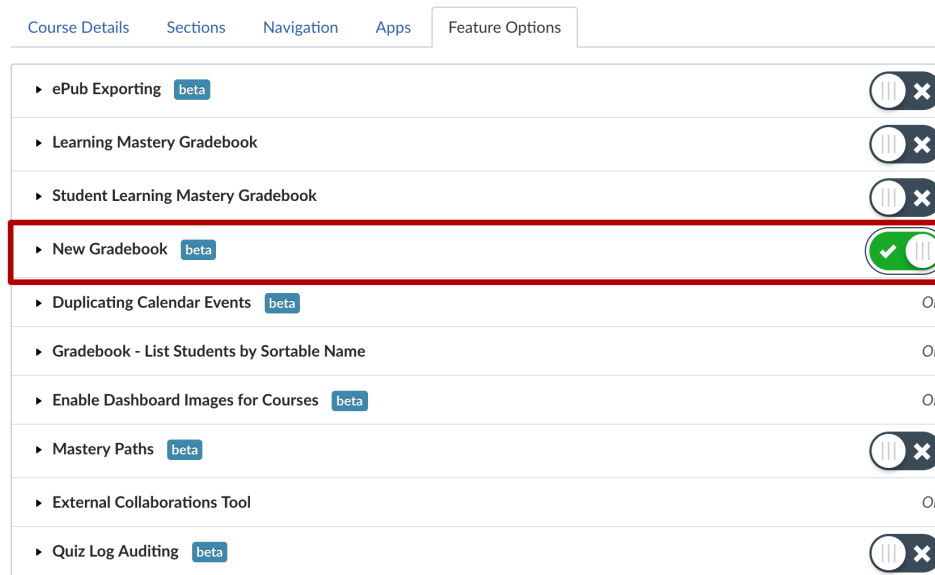 Course Details Sections Navigation Apps Feature Options
ePub Exporting beta
Learning Mastery Gradebook
Student Learning Mastery Gradebook
New Gradebook beta
Duplicating Calendar Events beta
Gradebook - List Students by Sortable Name
Enable Dashboard Images for Courses beta
Mastery Paths beta
External Collaborations Tool
Quiz Log Auditing beta